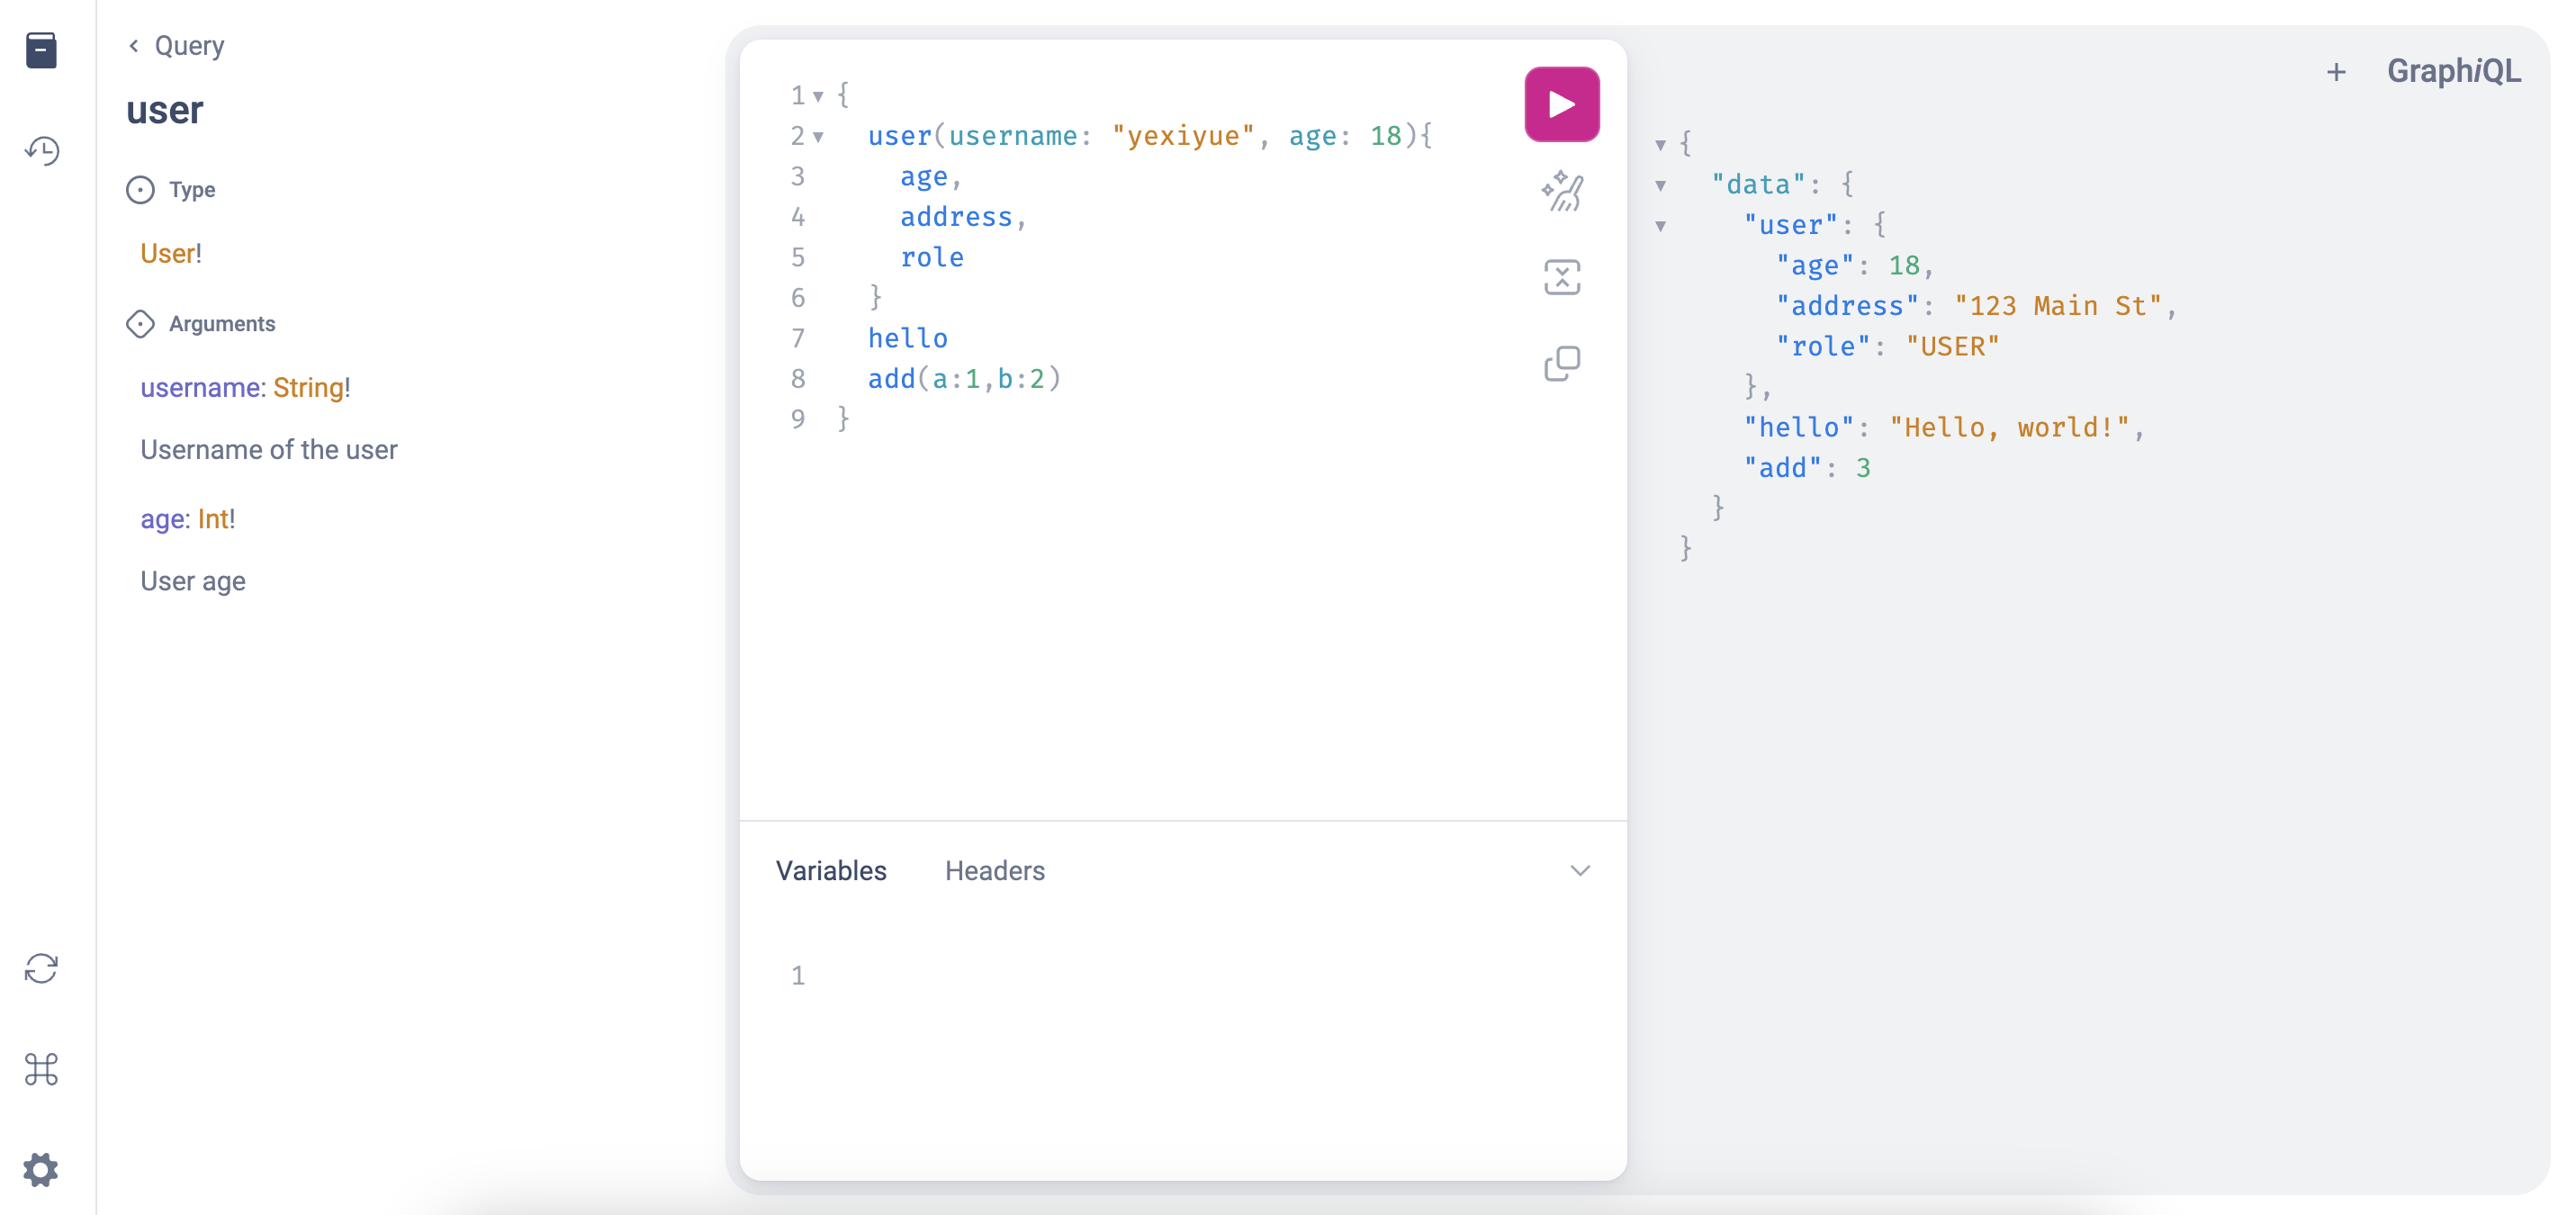 Query
user
Type
User!
Arguments
username: String!
Username of the user
age: Int!
User age
1 {
2 user(username: "yexiyue", age: 18){
3 age,
4 address,
5 role
6 }
7 hello
8 add(a:1,b:2)
9 }
Variables Headers
1
+ GraphiQL
{
"data": {
"user": {
"age": 18,
"address": "123 Main St",
"role": "USER"
},
"hello": "Hello, world!",
"add": 3
}
}